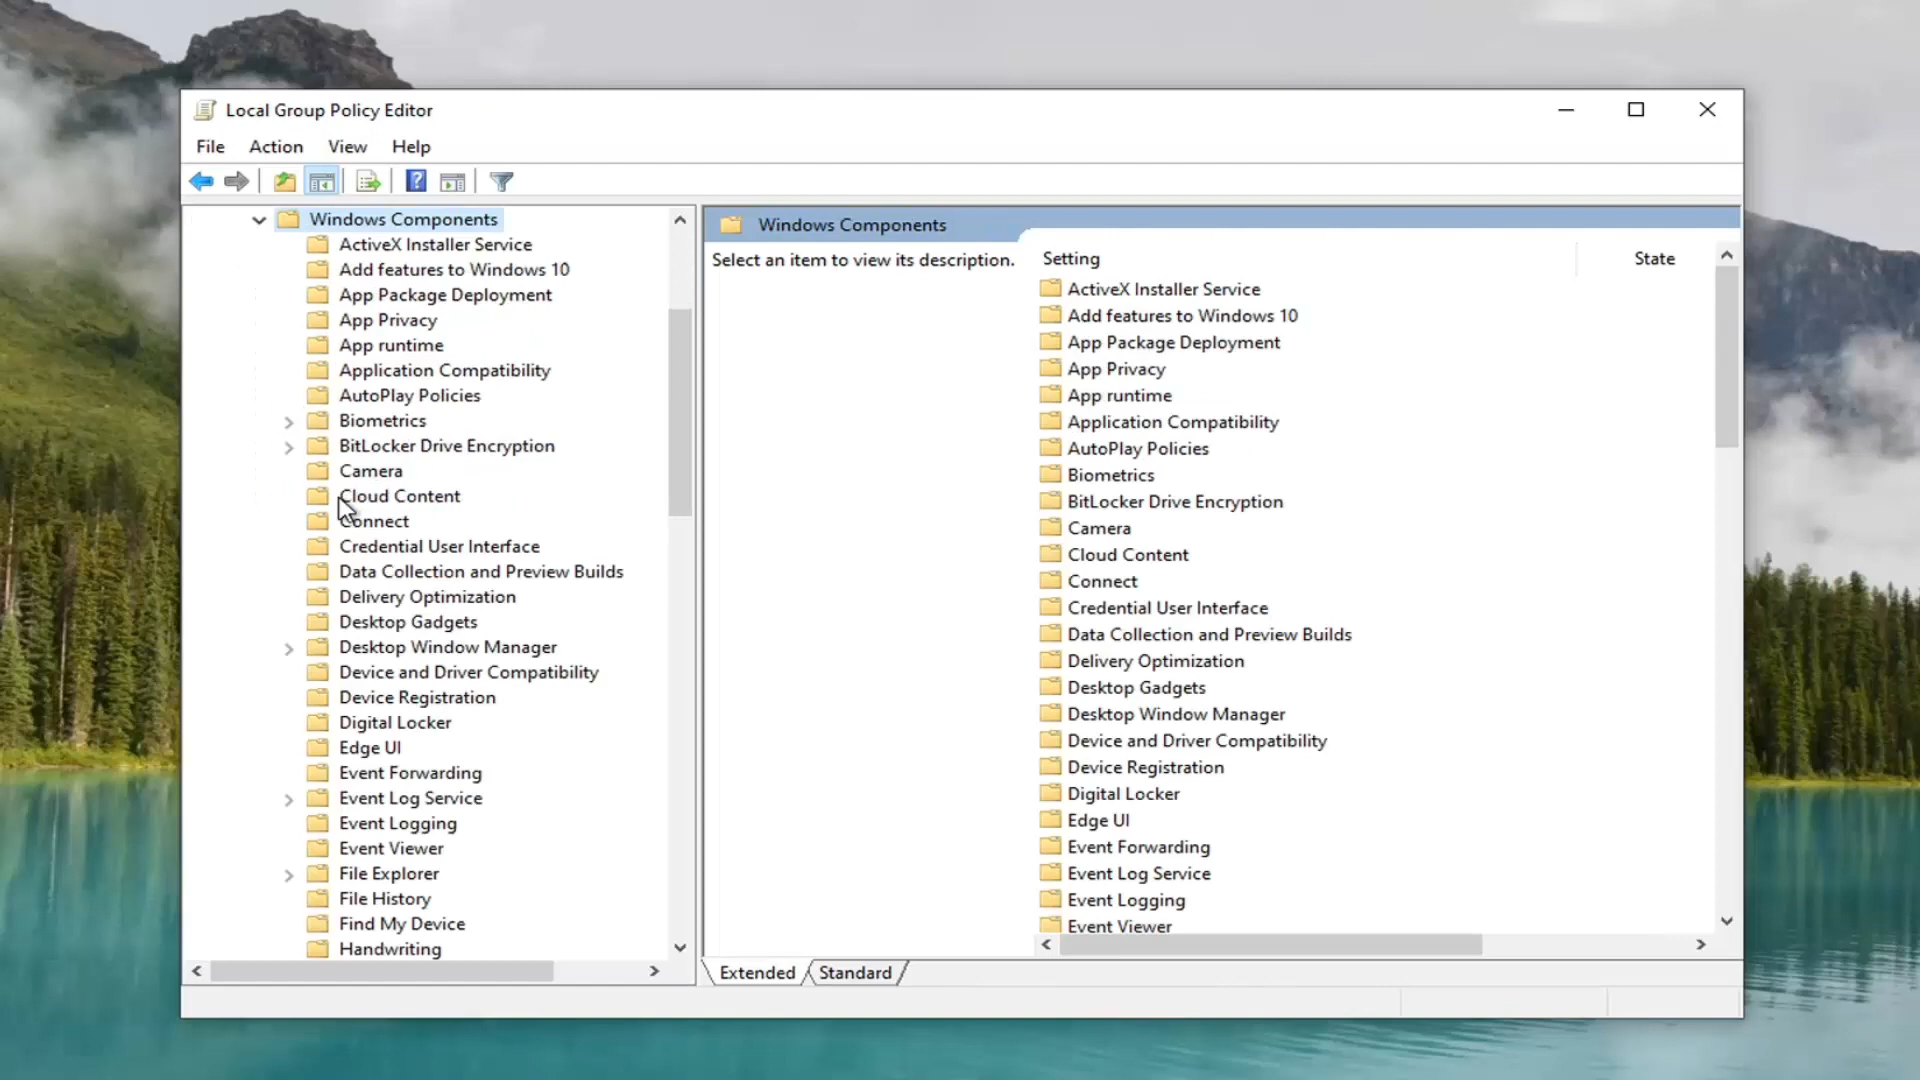 Local Group Policy Editor
File Action View Help
Windows Components
ActiveX Installer Service
Add features to Windows 10
App Package Deployment
App Privacy
App runtime
Application Compatibility
AutoPlay Policies
Biometrics
BitLocker Drive Encryption
Camera
Cloud Content
Connect
Credential User Interface
Data Collection and Preview Builds
Delivery Optimization
Desktop Gadgets
Desktop Window Manager
Device and Driver Compatibility
Device Registration
Digital Locker
Edge UI
Event Forwarding
Event Log Service
Event Logging
Event Viewer
File Explorer
File History
Find My Device
Handwriting
Windows Components
Select an item to view its description.
Setting State
ActiveX Installer Service
Add features to Windows 10
App Package Deployment
App Privacy
App runtime
Application Compatibility
AutoPlay Policies
Biometrics
BitLocker Drive Encryption
Camera
Cloud Content
Connect
Credential User Interface
Data Collection and Preview Builds
Delivery Optimization
Desktop Gadgets
Desktop Window Manager
Device and Driver Compatibility
Device Registration
Digital Locker
Edge UI
Event Forwarding
Event Log Service
Event Logging
Event Viewer
Extended Standard